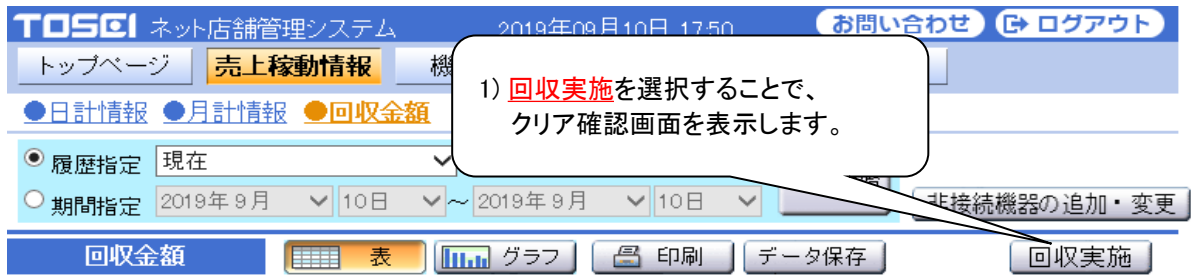 TOSEI ネット店舗管理システム 2019年09月10日 17:50 お問い合わせ ログアウト
トップページ 売上稼動情報 機
●日計情報 ●月計情報 ●回収金額
1) 回収実施を選択することで、
クリア確認画面を表示します。
履歴指定 現在
期間指定 2019年 9月 10日 ～ 2019年 9月 10日 非接続機器の追加・変更
回収金額 表 グラフ 印刷 データ保存 回収実施